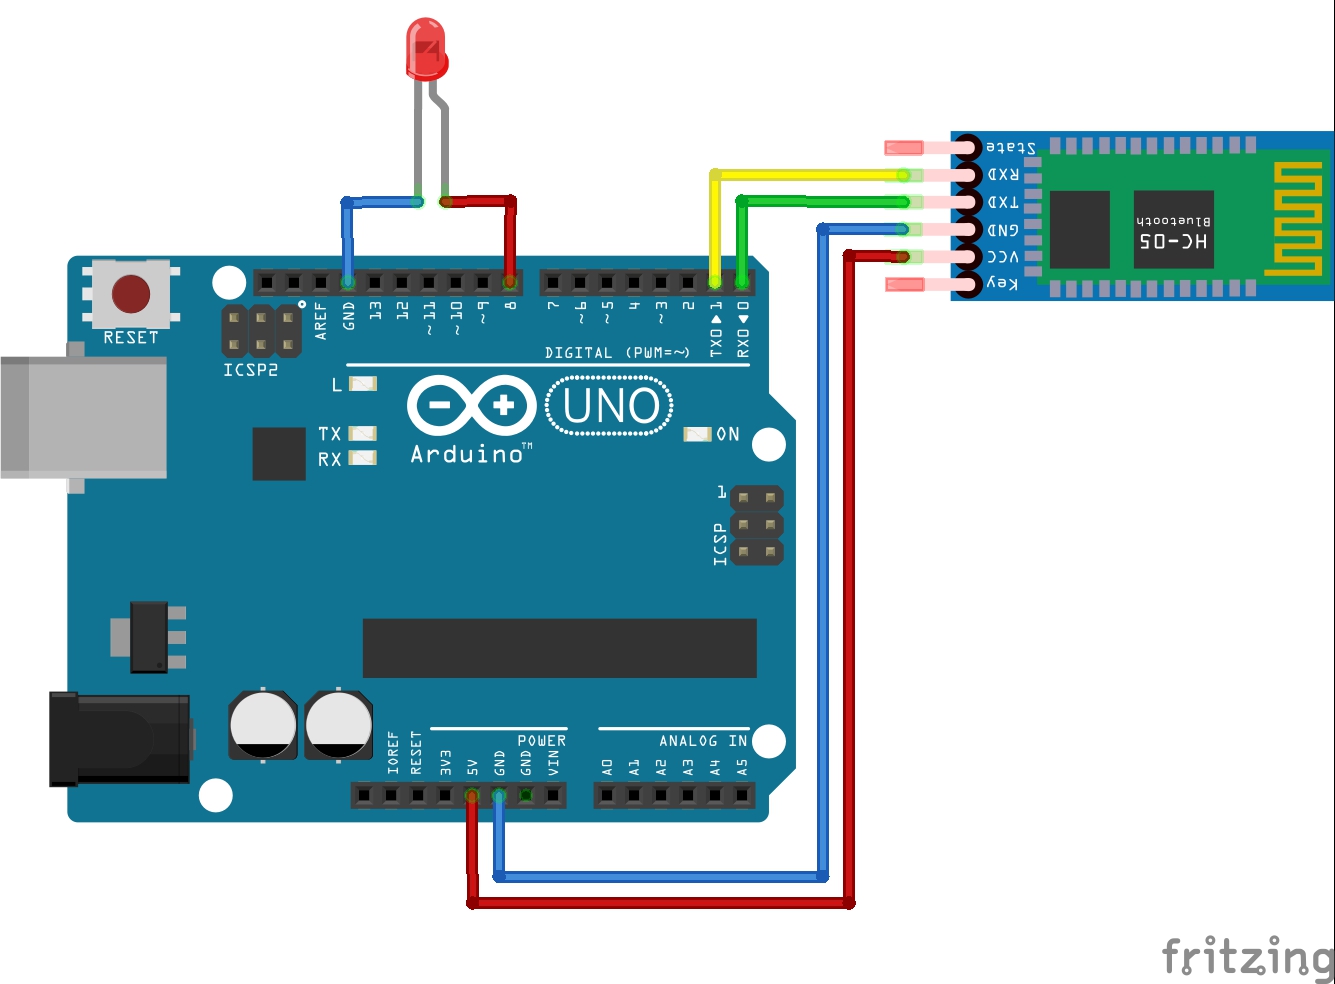 State
RXD
TXD
GND
VCC
Key
HC-05
Bluetooth
RESET
ICSP2
AREF
GND
13
12
~11
~10
~9
8
7
~6
~5
4
~3
2
TX0▶1
RX0◀0
DIGITAL (PWM=~)
L
TX
RX
UNO
Arduino™
ON
1
ICSP
IOREF
RESET
3V3
5V
GND
GND
VIN
POWER
ANALOG IN
A0
A1
A2
A3
A4
A5
fritzing